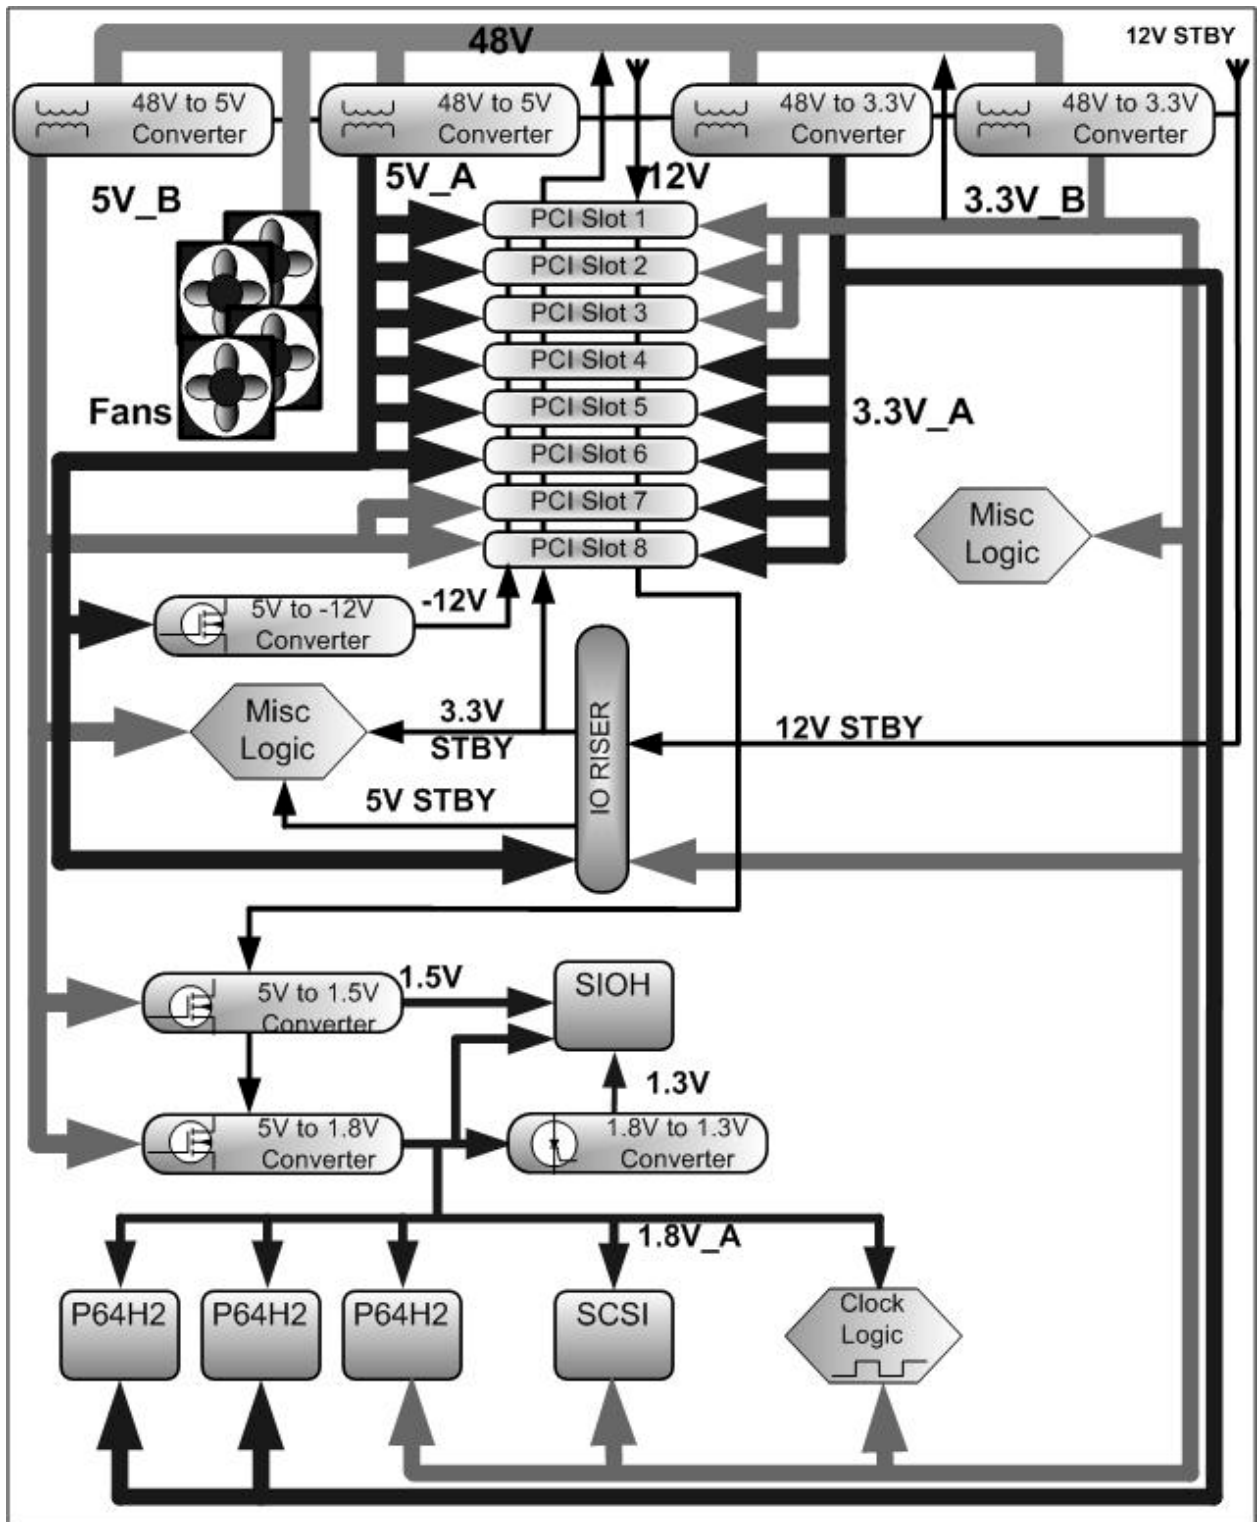 48V
12V STBY
48V to 5V
Converter
48V to 5V
Converter
48V to 3.3V
Converter
48V to 3.3V
Converter
5V_B
5V_A
12V
3.3V_B
PCI Slot 1
PCI Slot 2
PCI Slot 3
PCI Slot 4
PCI Slot 5
PCI Slot 6
PCI Slot 7
PCI Slot 8
Fans
3.3V_A
Misc
Logic
5V to -12V
Converter
-12V
Misc
Logic
3.3V
STBY
5V STBY
IO RISER
12V STBY
5V to 1.5V
Converter
1.5V
SIOH
1.3V
5V to 1.8V
Converter
1.8V to 1.3V
Converter
1.8V_A
P64H2
P64H2
P64H2
SCSI
Clock
Logic